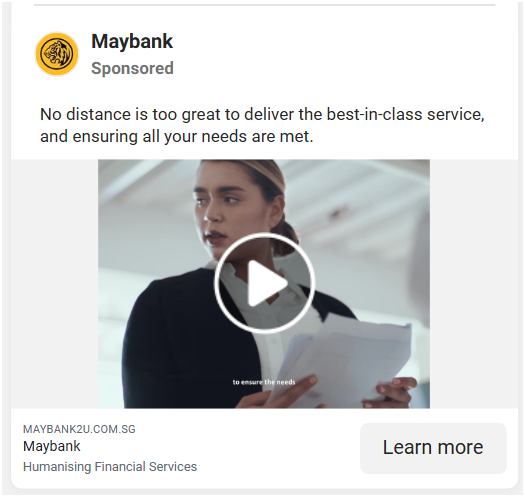 Maybank
Sponsored
No distance is too great to deliver the best-in-class service,
and ensuring all your needs are met.
to ensure the needs
MAYBANK2U.COM.SG
Maybank
Humanising Financial Services
Learn more